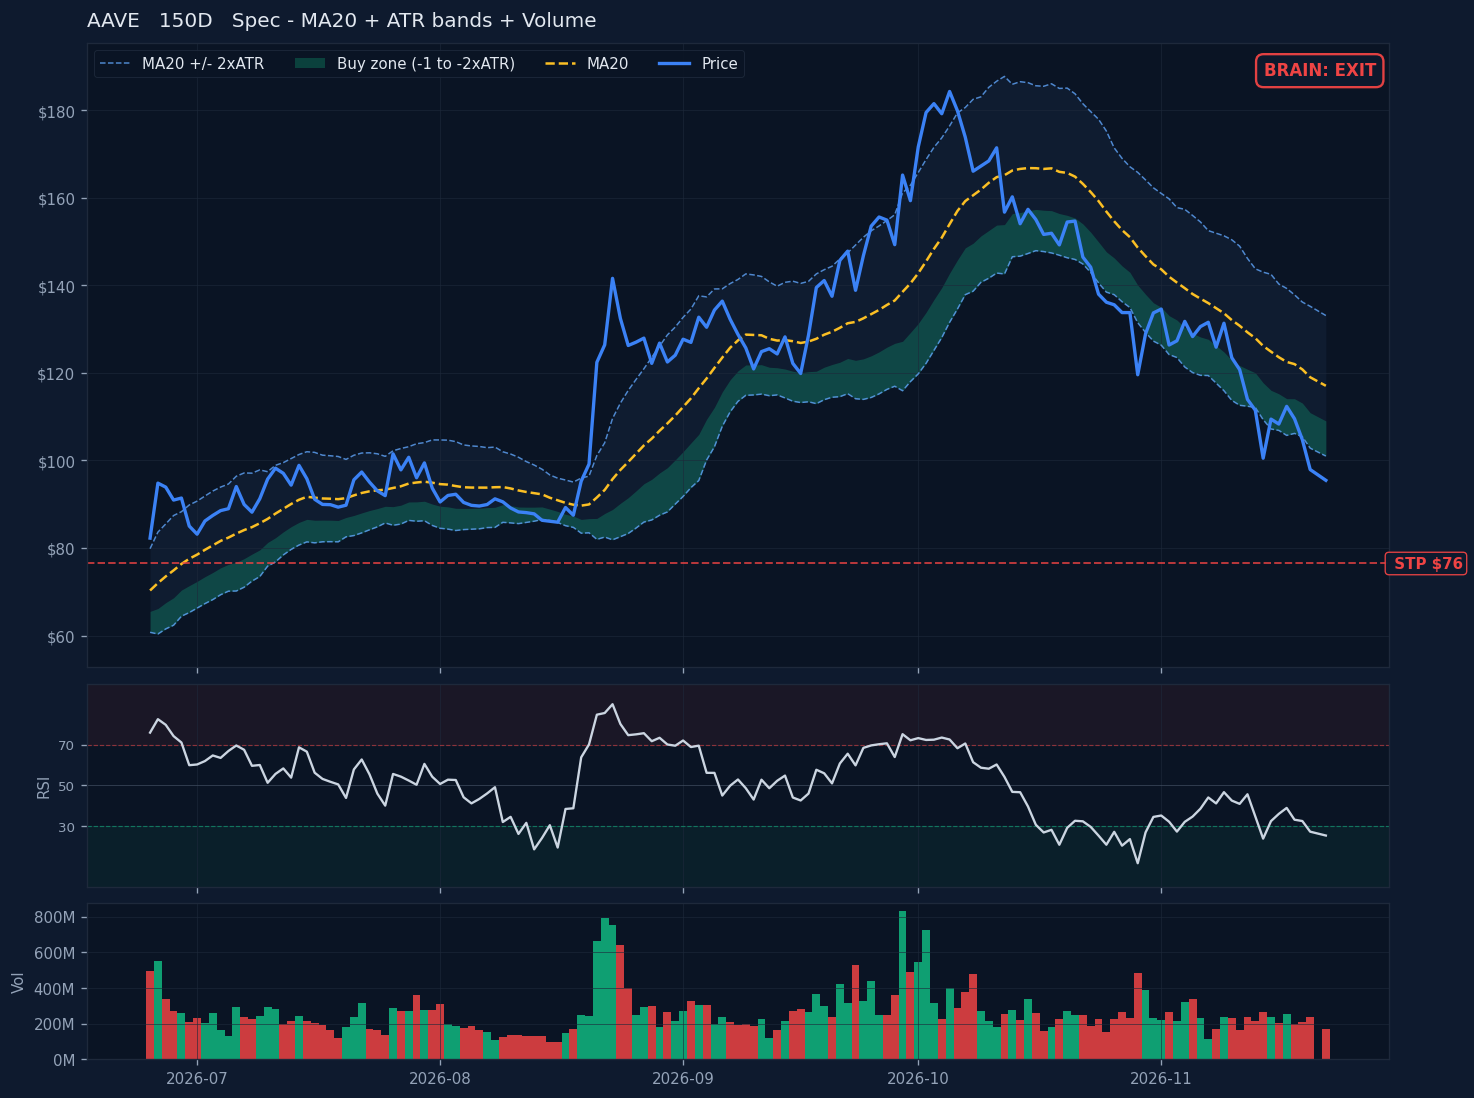 AAVE   150D   Spec - MA20 + ATR bands + Volume
MA20 +/- 2xATR   Buy zone (-1 to -2xATR)   MA20   Price
BRAIN: EXIT
$180
$160
$140
$120
$100
$80
STP $76
$60
70
50
30
RSI
800M
600M
400M
200M
0M
Vol
2026-07   2026-08   2026-09   2026-10   2026-11